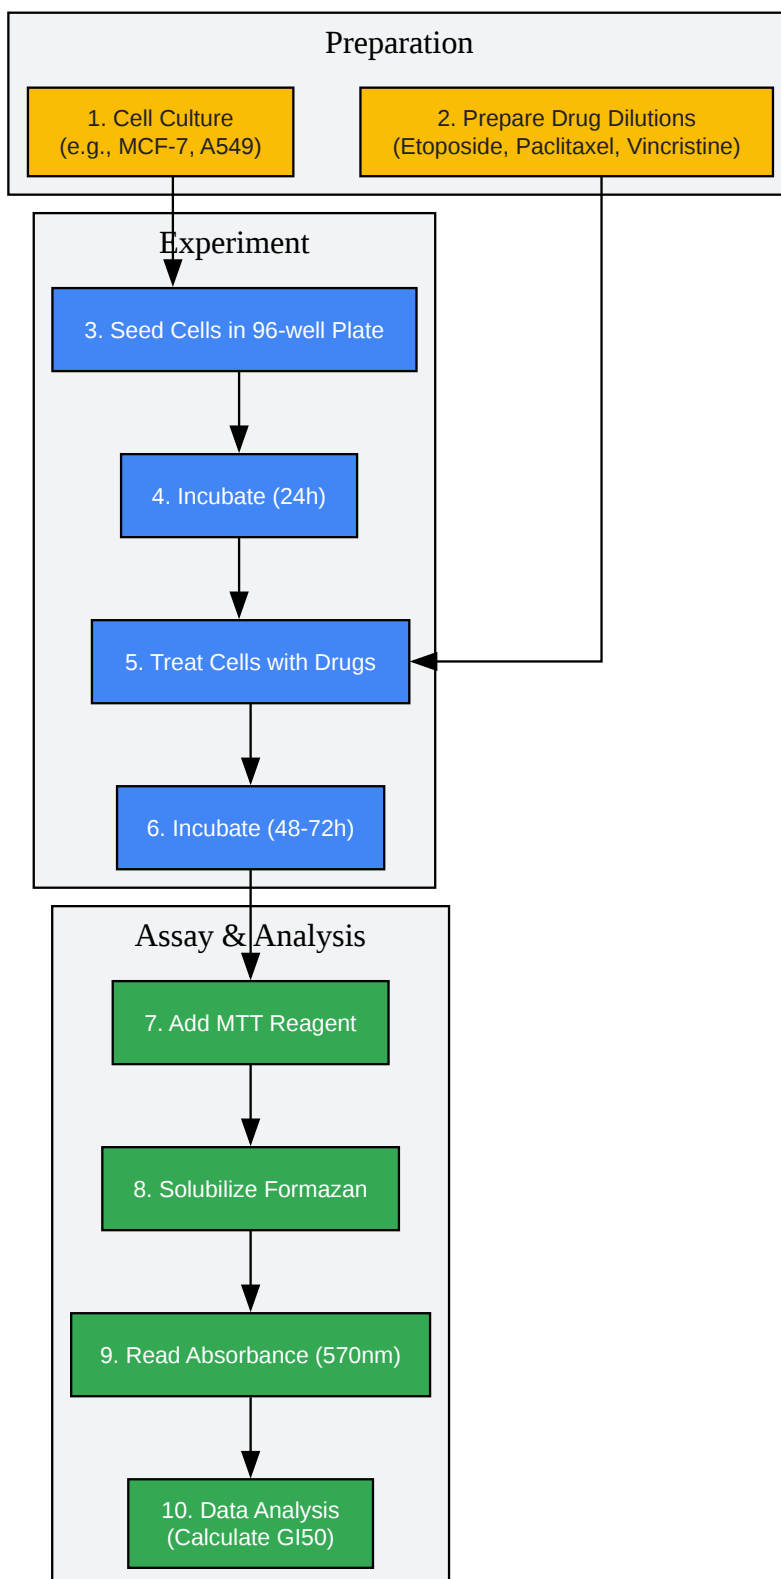 Preparation
1. Cell Culture
(e.g., MCF-7, A549)
2. Prepare Drug Dilutions
(Etoposide, Paclitaxel, Vincristine)
Experiment
3. Seed Cells in 96-well Plate
4. Incubate (24h)
5. Treat Cells with Drugs
6. Incubate (48-72h)
Assay & Analysis
7. Add MTT Reagent
8. Solubilize Formazan
9. Read Absorbance (570nm)
10. Data Analysis
(Calculate GI50)